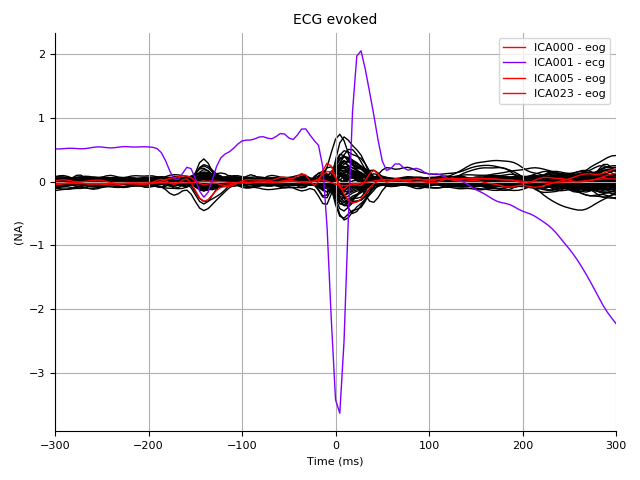 ECG evoked
ICA000 - eog
ICA001 - ecg
ICA005 - eog
ICA023 - eog
2
1
0
−1
−2
−3
(NA)
−300 −200 −100 0 100 200 300
Time (ms)